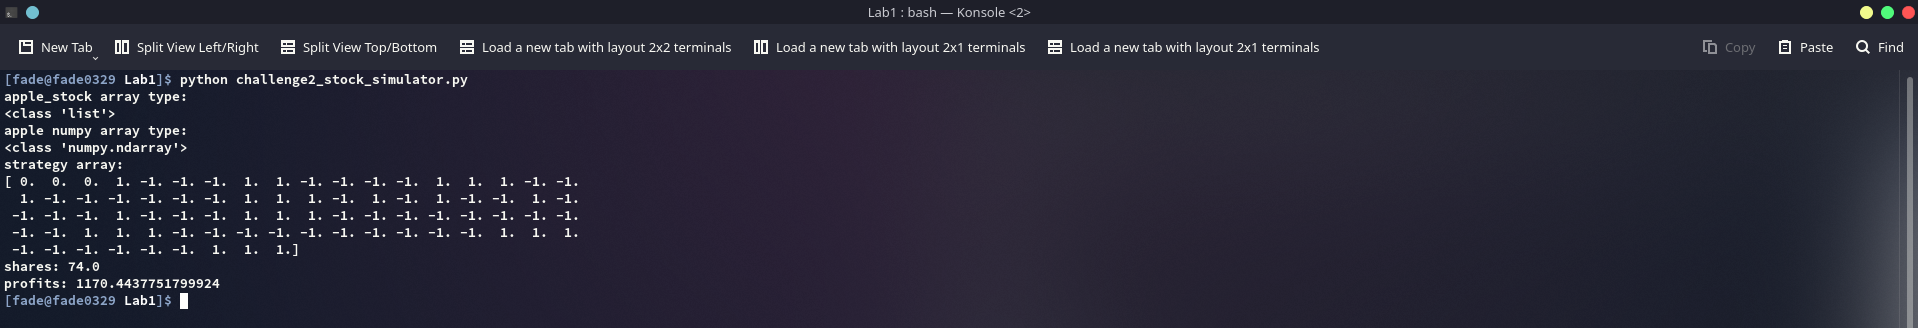 Lab1 : bash — Konsole <2>
New Tab Split View Left/Right Split View Top/Bottom Load a new tab with layout 2x2 terminals Load a new tab with layout 2x1 terminals Load a new tab with layout 2x1 terminals Copy Paste Find
[fade@fade0329 Lab1]$ python challenge2_stock_simulator.py
apple_stock array type:
<class 'list'>
apple numpy array type:
<class 'numpy.ndarray'>
strategy array:
[ 0.  0.  0.  1. -1. -1. -1.  1.  1. -1. -1. -1. -1.  1.  1.  1. -1. -1.
  1. -1. -1. -1. -1. -1.  1.  1.  1. -1.  1. -1.  1. -1. -1.  1. -1.
 -1. -1. -1.  1. -1. -1.  1.  1.  1. -1. -1. -1. -1. -1. -1. -1. -1.
 -1. -1.  1.  1.  1. -1. -1. -1. -1. -1. -1. -1. -1. -1. -1.  1.  1.  1.
 -1. -1. -1. -1. -1. -1.  1.  1.  1.]
shares: 74.0
profits: 1170.4437751799924
[fade@fade0329 Lab1]$